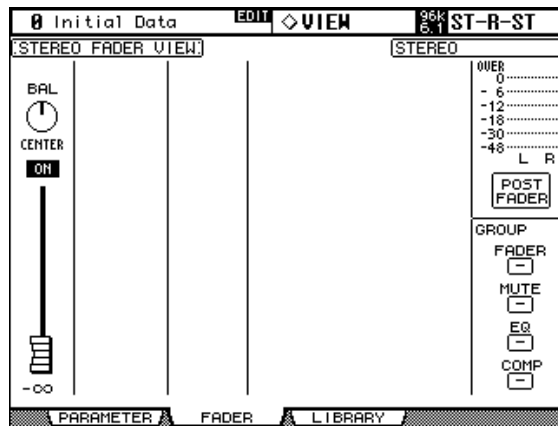 0 Initial Data EDIT ◇VIEW 96k 6.1 ST-R-ST
STEREO FADER VIEW STEREO
BAL
CENTER
ON
-∞
OVER
0
- 6
-12
-18
-30
-48
L R
POST
FADER
GROUP
FADER
-
MUTE
-
EQ
-
COMP
-
PARAMETER FADER LIBRARY